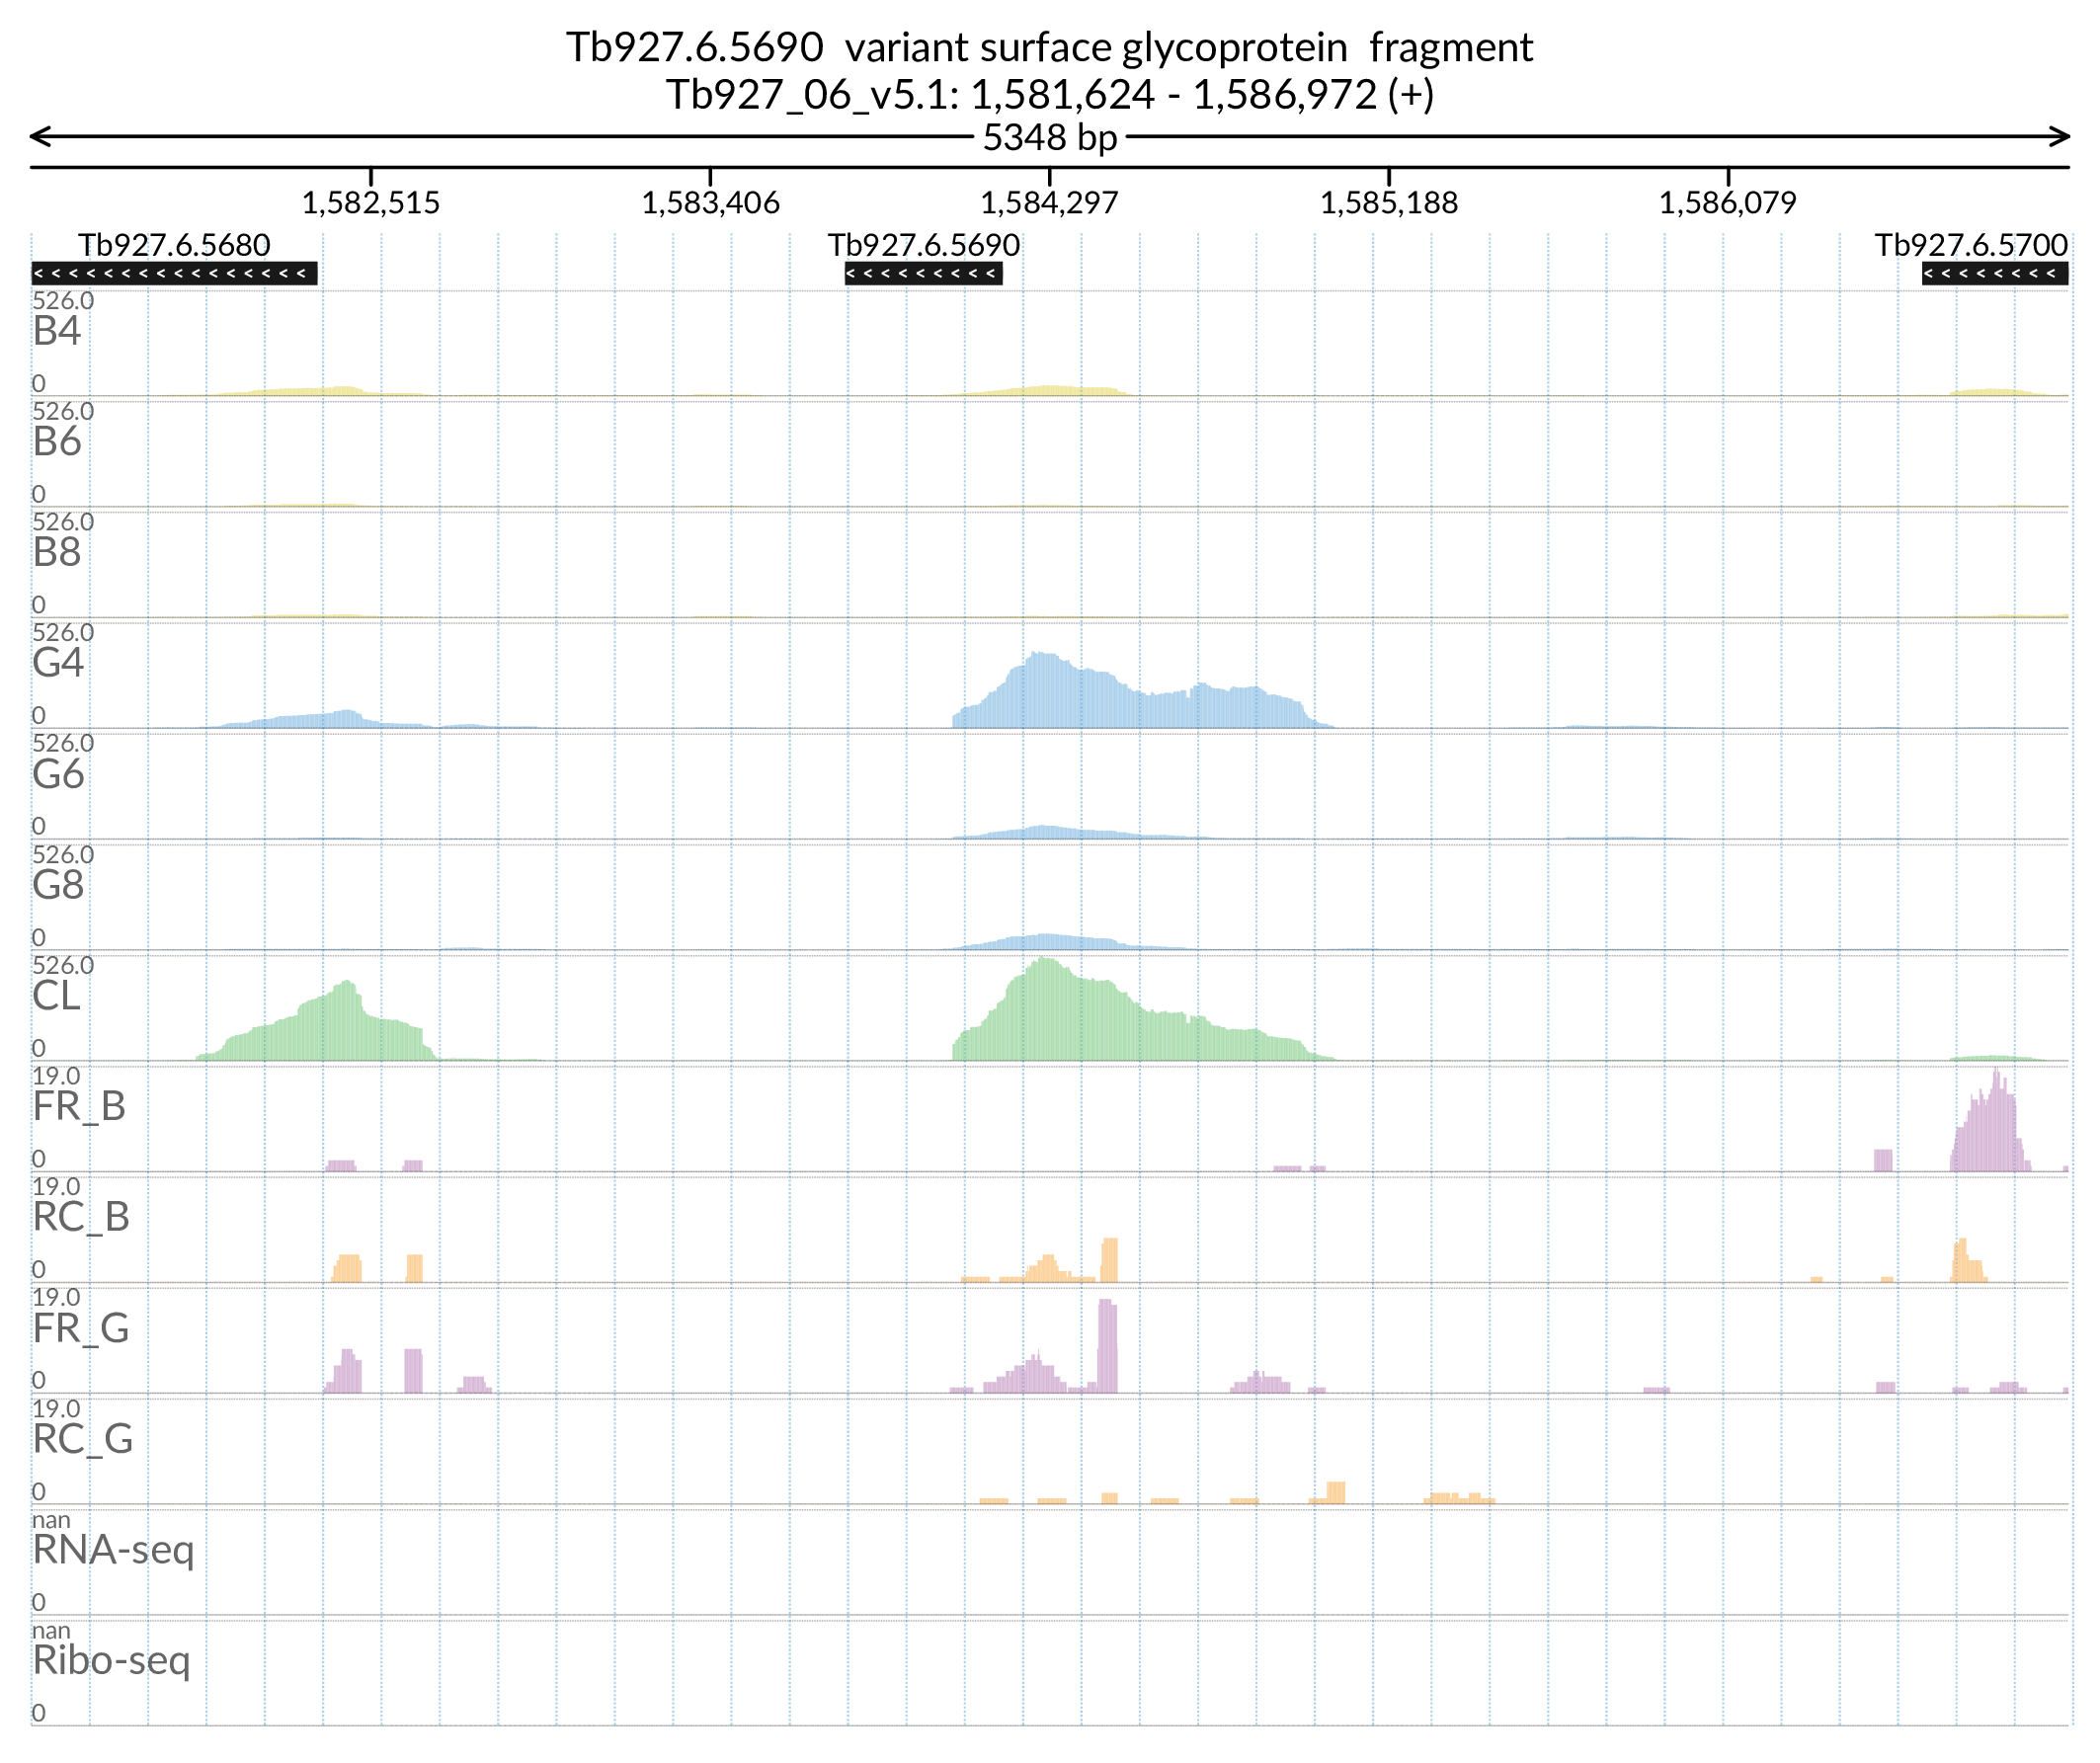 Tb927.6.5690 variant surface glycoprotein fragment
Tb927_06_v5.1: 1,581,624 - 1,586,972 (+)
5348 bp
1,582,515 1,583,406 1,584,297 1,585,188 1,586,079
Tb927.6.5680 Tb927.6.5690 Tb927.6.5700
526.0
B4
0
526.0
B6
0
526.0
B8
0
526.0
G4
0
526.0
G6
0
526.0
G8
0
526.0
CL
0
19.0
FR_B
0
19.0
RC_B
0
19.0
FR_G
0
19.0
RC_G
0
nan
RNA-seq
0
nan
Ribo-seq
0